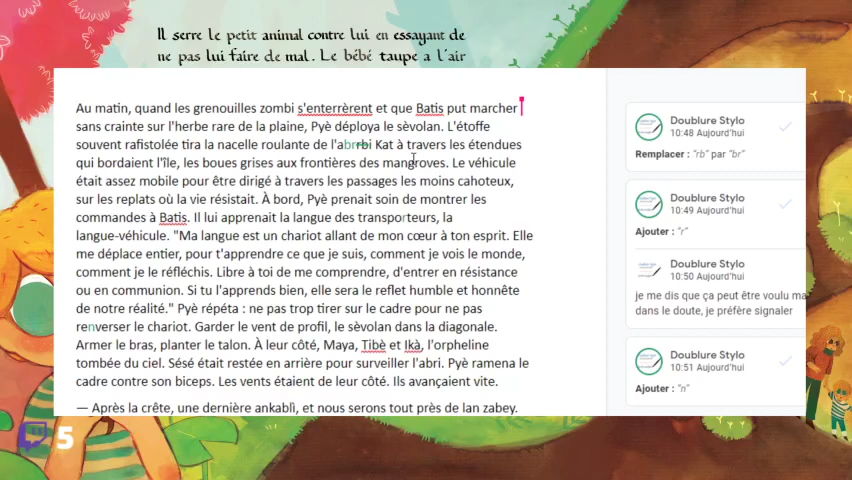 Il serre le petit animal contre lui en essayant de
ne pas lui faire de mal. Le bébé taupe a l'air
Au matin, quand les grenouilles zombi s'enterrèrent et que Batis put marcher
sans crainte sur l'herbe rare de la plaine, Pyè déploya le sèvolan. L'étoffe
souvent rafistolée tira la nacelle roulante de l'abrrbi Kat à travers les étendues
qui bordaient l'île, les boues grises aux frontières des mangroves. Le véhicule
était assez mobile pour être dirigé à travers les passages les moins cahoteux,
sur les replats où la vie résistait. À bord, Pyè prenait soin de montrer les
commandes à Batis. Il lui apprenait la langue des transporteurs, la
langue-véhicule. "Ma langue est un chariot allant de mon cœur à ton esprit. Elle
me déplace entier, pour t'apprendre ce que je suis, comment je vois le monde,
comment je le réfléchis. Libre à toi de me comprendre, d'entrer en résistance
ou en communion. Si tu l'apprends bien, elle sera le reflet humble et honnête
de notre réalité." Pyè répéta : ne pas trop tirer sur le cadre pour ne pas
renverser le chariot. Garder le vent de profil, le sèvolan dans la diagonale.
Armer le bras, planter le talon. À leur côté, Maya, Tibè et Ikà, l'orpheline
tombée du ciel. Sésé était restée en arrière pour surveiller l'abri. Pyè ramena le
cadre contre son biceps. Les vents étaient de leur côté. Ils avançaient vite.
— Après la crête, une dernière ankabli, et nous serons tout près de lan zabey.
Doublure Stylo
10:48 Aujourd'hui
Remplacer : "rb" par "br"
Doublure Stylo
10:49 Aujourd'hui
Ajouter : "r"
Doublure Stylo
10:50 Aujourd'hui
je me dis que ça peut être voulu ma
dans le doute, je préfère signaler
Doublure Stylo
10:51 Aujourd'hui
Ajouter : "n"
5